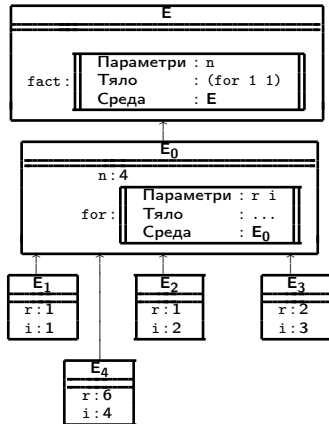 E
Параметри : n
fact : Тяло : (for 1 1)
Среда : E
E₀
n : 4
Параметри : r i
for : Тяло : ...
Среда : E₀
E₁ E₂ E₃
r : 1 r : 1 r : 2
i : 1 i : 2 i : 3
E₄
r : 6
i : 4